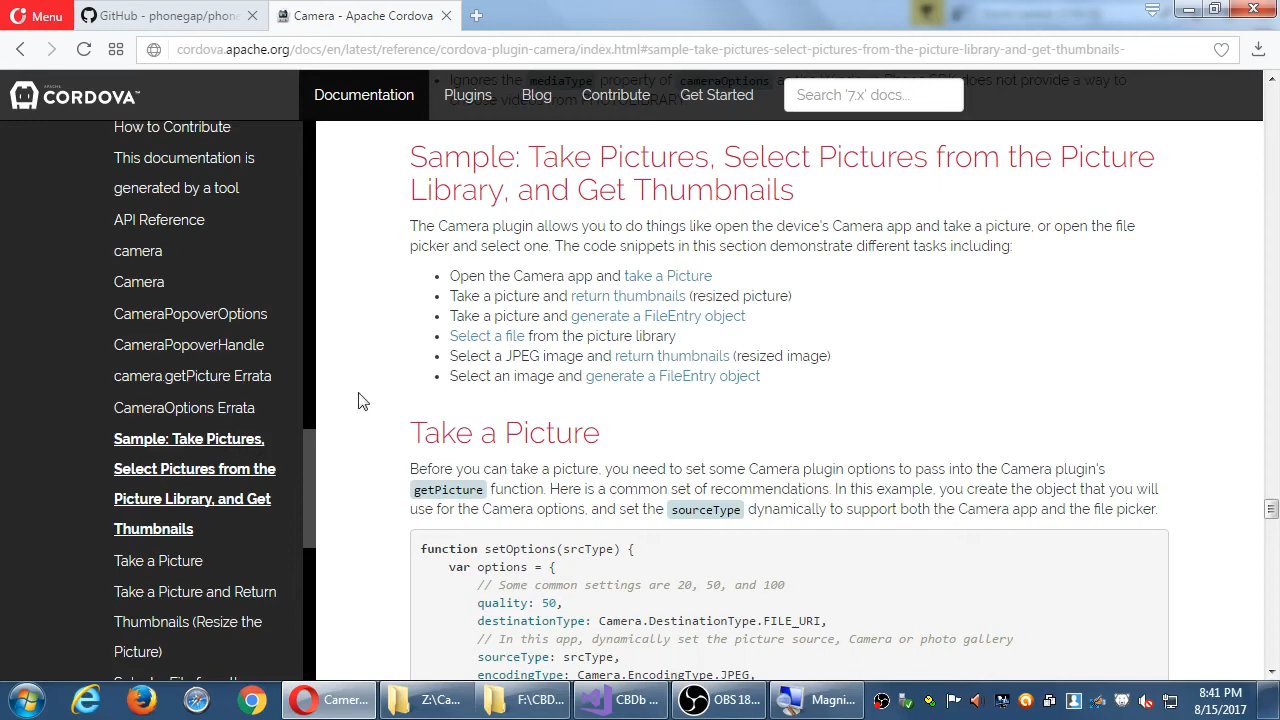 Menu
GitHub - phonegap/phone
Camera - Apache Cordova
cordova.apache.org/docs/en/latest/reference/cordova-plugin-camera/index.html#sample-take-pictures-select-pictures-from-the-picture-library-and-get-thumbnails-
Ignores the mediaType property of cameraOptions
does not provide a way to
APACHE
CORDOVA™
Documentation
Plugins
Blog
Contribute
Get Started
Search '7.x' docs...
How to Contribute
This documentation is
generated by a tool
API Reference
camera
Camera
CameraPopoverOptions
CameraPopoverHandle
camera.getPicture Errata
CameraOptions Errata
Sample: Take Pictures,
Select Pictures from the
Picture Library, and Get
Thumbnails
Take a Picture
Take a Picture and Return
Thumbnails (Resize the
Picture)
Sample: Take Pictures, Select Pictures from the Picture
Library, and Get Thumbnails
The Camera plugin allows you to do things like open the device's Camera app and take a picture, or open the file
picker and select one. The code snippets in this section demonstrate different tasks including:
• Open the Camera app and take a Picture
• Take a picture and return thumbnails (resized picture)
• Take a picture and generate a FileEntry object
• Select a file from the picture library
• Select a JPEG image and return thumbnails (resized image)
• Select an image and generate a FileEntry object
Take a Picture
Before you can take a picture, you need to set some Camera plugin options to pass into the Camera plugin's
getPicture function. Here is a common set of recommendations. In this example, you create the object that you will
use for the Camera options, and set the sourceType dynamically to support both the Camera app and the file picker.
function setOptions(srcType) {
var options = {
// Some common settings are 20, 50, and 100
quality: 50,
destinationType: Camera.DestinationType.FILE_URI,
// In this app, dynamically set the picture source, Camera or photo gallery
sourceType: srcType,
encodingType: Camera.EncodingType.JPEG,
Camer...
Z:\Ca...
F:\CBD...
CBDb ...
OBS 18...
Magni...
8:41 PM
8/15/2017